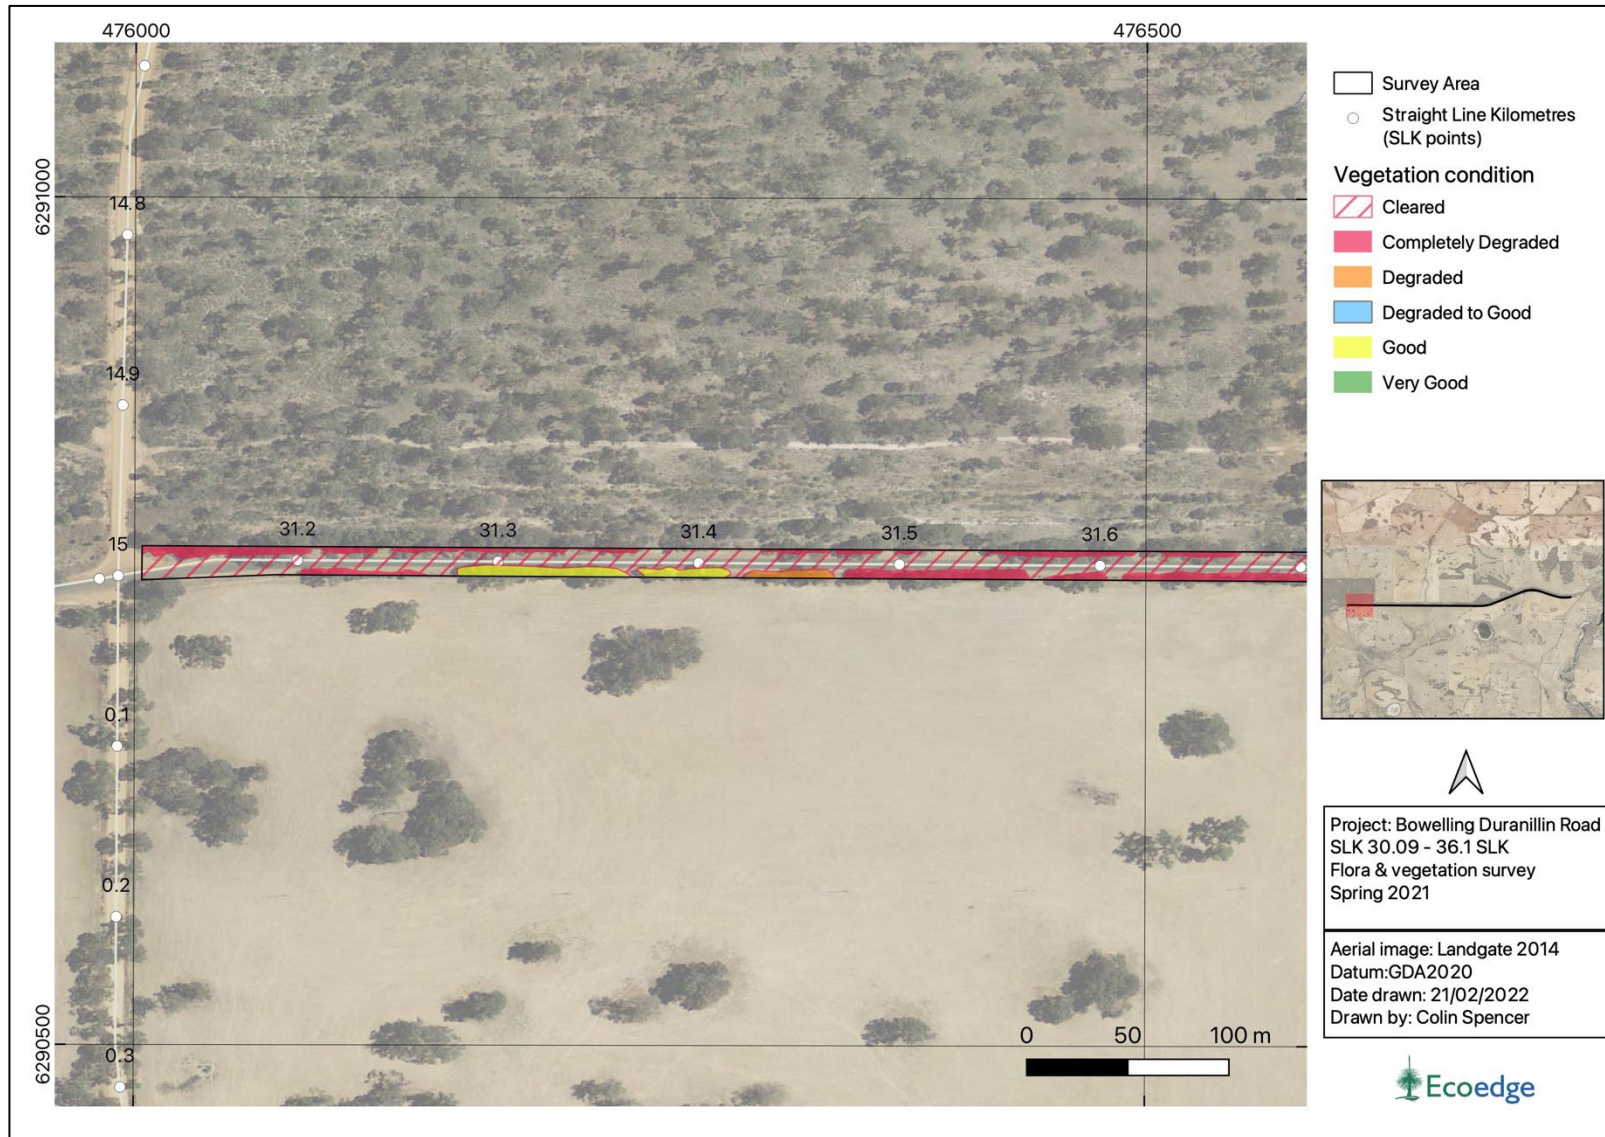 476000
476500
6291000
14.8
14.9
31.2
31.3
31.4
31.5
31.6
15
0.1
0.2
0.3
6290500
0
50
100 m
Survey Area
Straight Line Kilometres
(SLK points)
Vegetation condition
Cleared
Completely Degraded
Degraded
Degraded to Good
Good
Very Good
Project: Bowelling Duranillin Road
SLK 30.09 - 36.1 SLK
Flora & vegetation survey
Spring 2021
Aerial image: Landgate 2014
Datum:GDA2020
Date drawn: 21/02/2022
Drawn by: Colin Spencer
Ecoedge